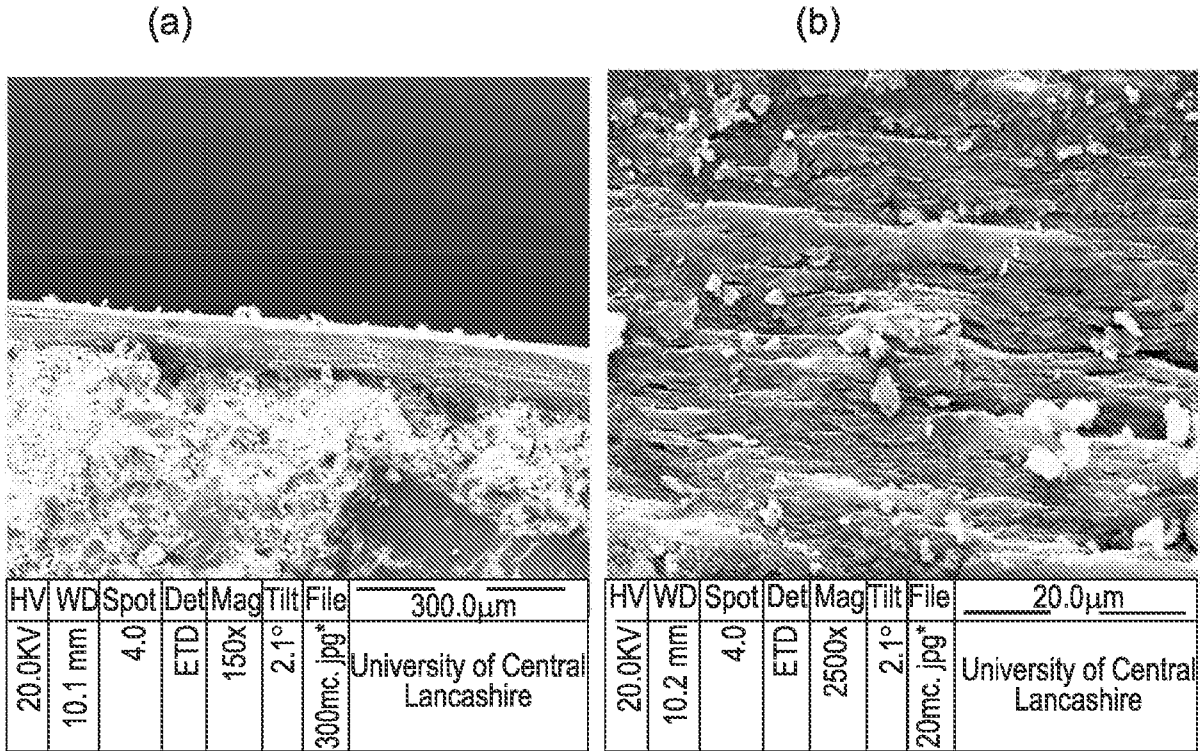 (a)
(b)
HV WD Spot Det Mag Tilt File 300.0µm
20.0KV 10.1 mm 4.0 ETD 150x 2.1° 300mc. jpg* University of Central
Lancashire
HV WD Spot Det Mag Tilt File 20.0µm
20.0KV 10.2 mm 4.0 ETD 2500x 2.1° 20mc. jpg* University of Central
Lancashire